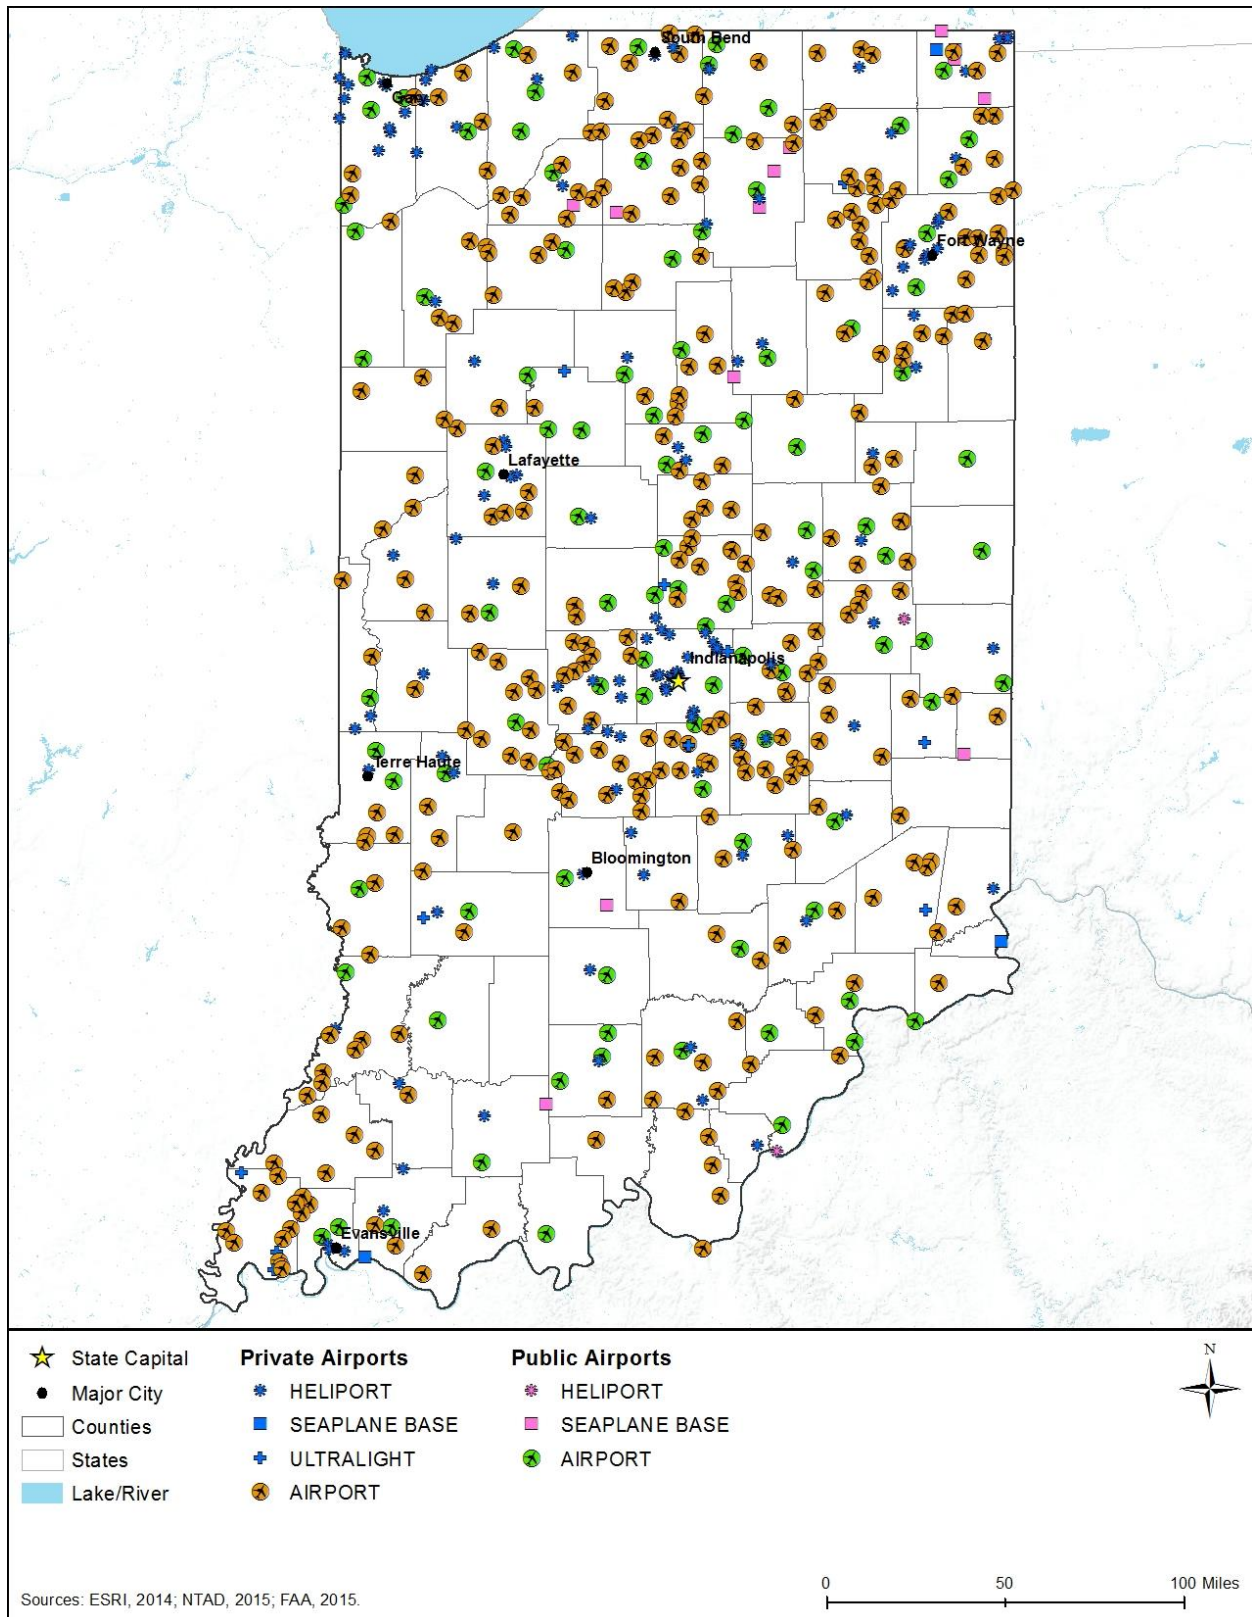 South Bend
Gary
Fort Wayne
Lafayette
Indianapolis
Terre Haute
Bloomington
Evansville
State Capital
Major City
Counties
States
Lake/River
Private Airports
HELIPORT
SEAPLANE BASE
ULTRALIGHT
AIRPORT
Public Airports
HELIPORT
SEAPLANE BASE
AIRPORT
N
0 50 100 Miles
Sources: ESRI, 2014; NTAD, 2015; FAA, 2015.